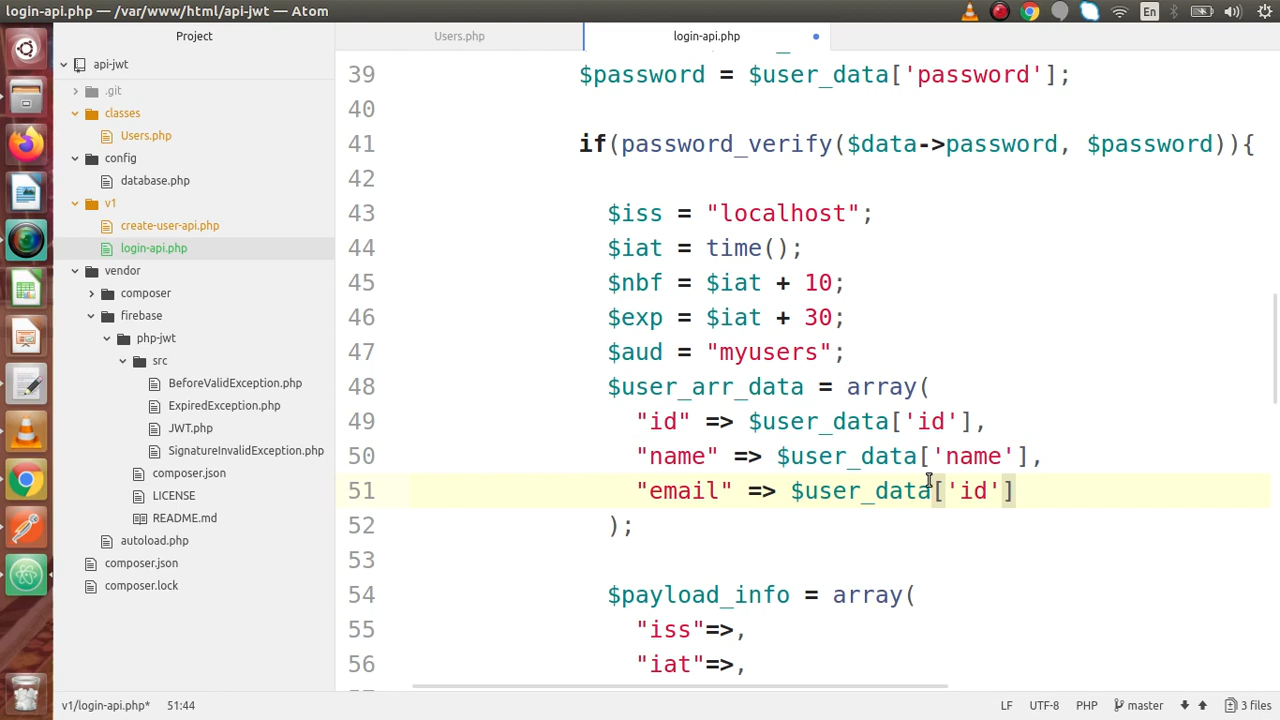 login-api.php — /var/www/html/api-jwt — Atom
En
Project
Users.php
login-api.php
api-jwt
.git
classes
Users.php
config
database.php
v1
create-user-api.php
login-api.php
vendor
composer
firebase
php-jwt
src
BeforeValidException.php
ExpiredException.php
JWT.php
SignatureInvalidException.php
composer.json
LICENSE
README.md
autoload.php
composer.json
composer.lock
39 $password = $user_data['password'];
40
41 if(password_verify($data->password, $password)){
42
43 $iss = "localhost";
44 $iat = time();
45 $nbf = $iat + 10;
46 $exp = $iat + 30;
47 $aud = "myusers";
48 $user_arr_data = array(
49 "id" => $user_data['id'],
50 "name" => $user_data['name'],
51 "email" => $user_data['id']
52 );
53
54 $payload_info = array(
55 "iss"=>,
56 "iat"=>,
v1/login-api.php* 51:44
LF UTF-8 PHP master 3 files